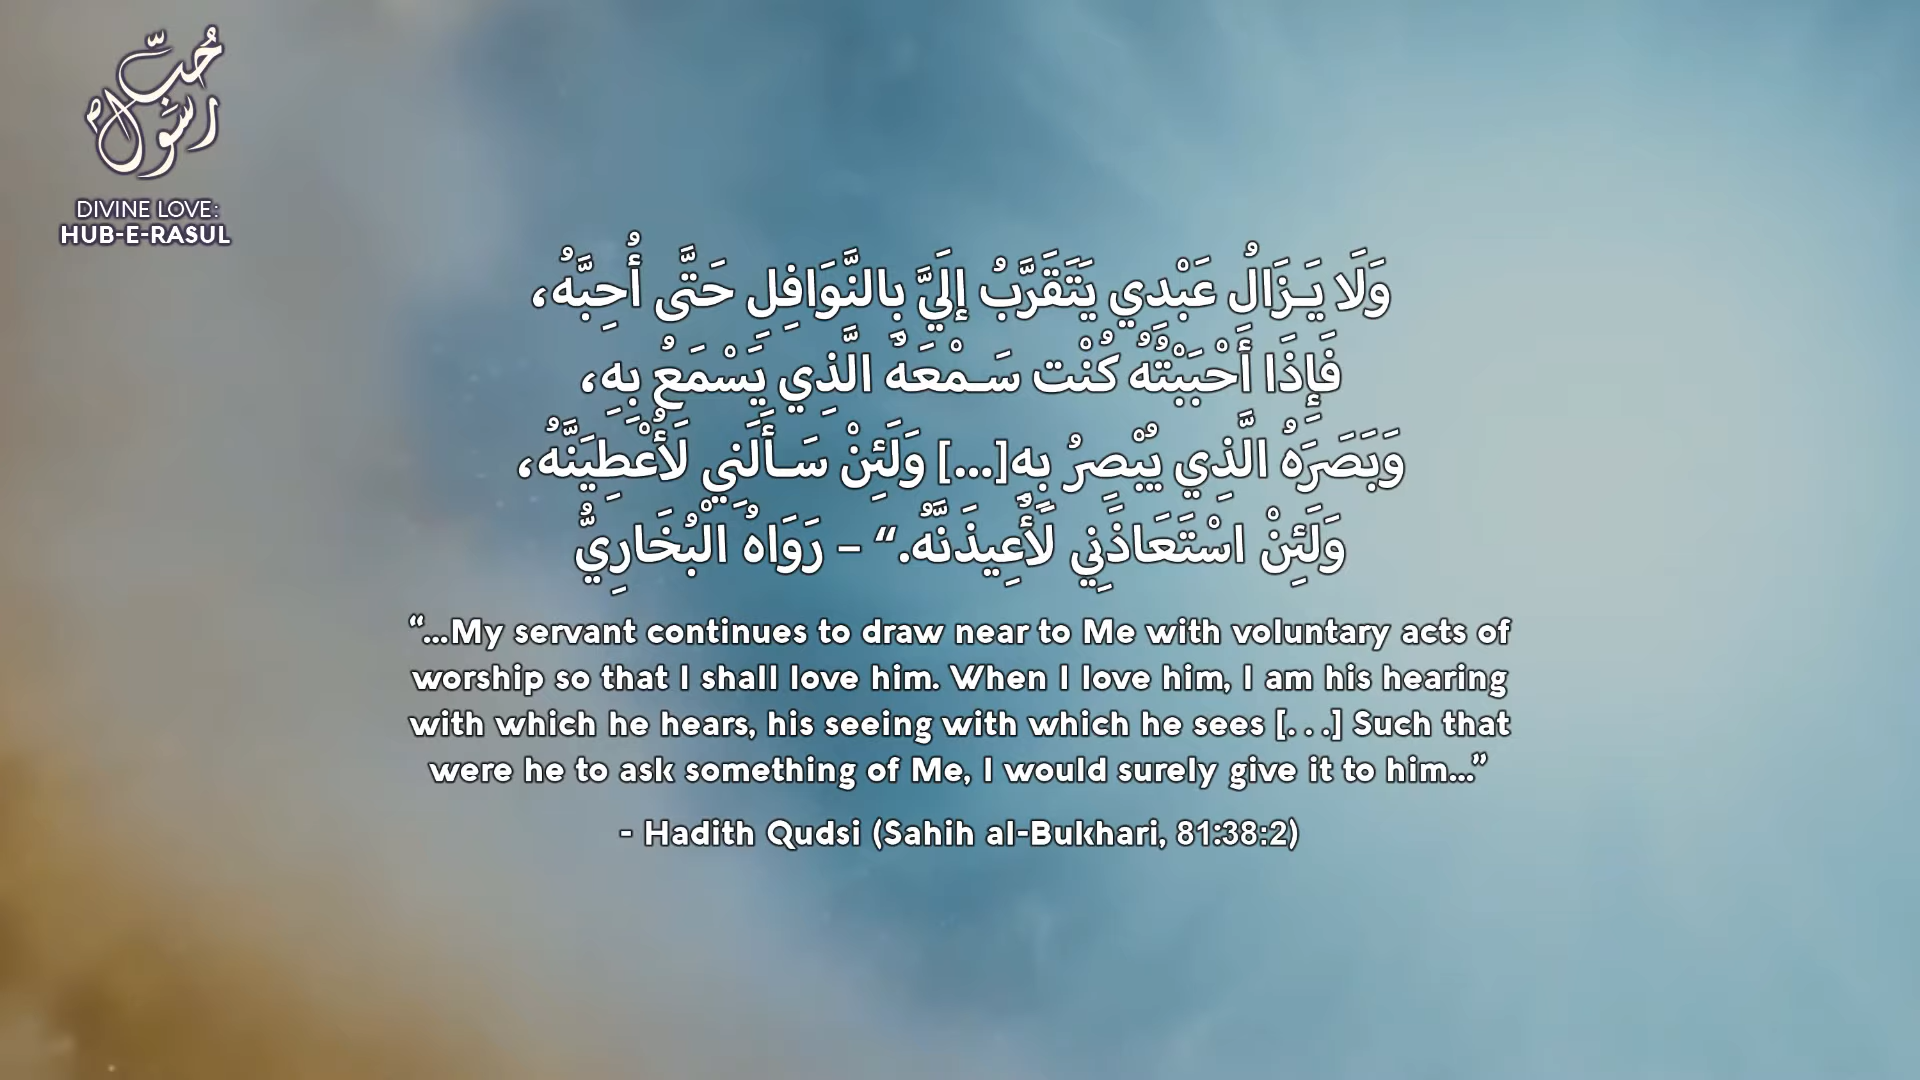 حُبِّ
رَسُول
DIVINE LOVE:
HUB-E-RASUL
وَلَا يَـزَالُ عَبْدِي يَتَقَرَّبُ إِلَيَّ بِالنَّوَافِلِ حَتَّى أُحِبَّهُ،
فَإِذَا أَحْبَبْتُهُ كُنْت سَـمْعَهُ الَّذِي يَسْمَعُ بِهِ،
وَبَصَرَهُ الَّذِي يُبْصِرُ بِهِ[...] وَلَئِنْ سَـأَلَنِي لَأُعْطِيَنَّهُ،
وَلَئِنْ اسْتَعَاذَنِي لَأُعِيذَنَّهُ.“ – رَوَاهُ الْبُخَارِيُّ
“...My servant continues to draw near to Me with voluntary acts of
worship so that I shall love him. When I love him, I am his hearing
with which he hears, his seeing with which he sees [. . .] Such that
were he to ask something of Me, I would surely give it to him...”
- Hadith Qudsi (Sahih al-Bukhari, 81:38:2)